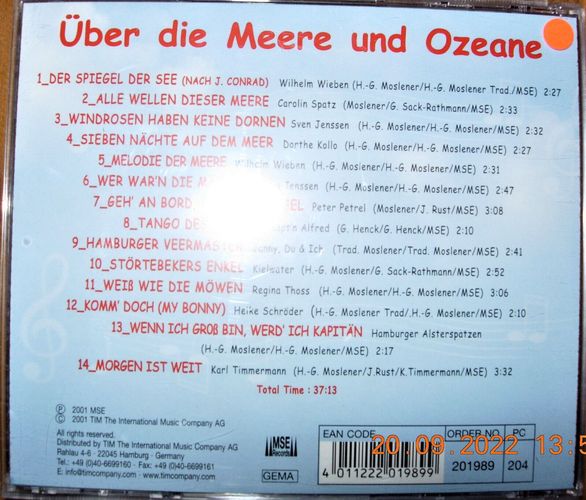 Über die Meere und Ozeane
1_DER SPIEGEL DER SEE (NACH J. CONRAD) Wilhelm Wieben (H.-G. Moslener/H.-G. Moslener Trad./MSE) 2:27
2_ALLE WELLEN DIESER MEERE Carolin Spatz (Moslener/G. Sack-Rathmann/MSE) 2:33
3_WINDROSEN HABEN KEINE DORNEN Sven Jenssen (H.-G. Moslener/H.-G. Moslener/MSE) 2:32
4_SIEBEN NÄCHTE AUF DEM MEER Dorthe Kollo (H.-G. Moslener/H.-G. Moslener/MSE) 2:27
5_MELODIE DER MEERE Wilhelm Wieben (H.-G. Moslener/H.-G. Moslener/MSE) 2:31
6_WER WAR'N DIE Jenssen (H.-G. Moslener/H.-G. Moslener/MSE) 2:47
7_GEH' AN BORD Peter Petrel (Moslener/J. Rust/MSE) 3:08
8_TANGO DES Alfred (G. Henck/G. Henck/MSE) 2:10
9_HAMBURGER VEERMASTER Du & Ich (Trad. Moslener/Trad. Moslener/MSE) 2:41
10_STÖRTEBEKERS ENKEL Kielwater (H.-G. Moslener/G. Sack-Rathmann/MSE) 2:52
11_WEIß WIE DIE MÖWEN Regina Thoss (H.-G. Moslener/H.-G. Moslener/MSE) 3:06
12_KOMM' DOCH (MY BONNY) Heike Schröder (H.-G. Moslener Trad./.H-G. Moslener/MSE) 2:10
13_WENN ICH GROß BIN, WERD' ICH KAPITÄN Hamburger Alsterspatzen
(H.-G. Moslener/H.-G. Moslener/MSE) 2:17
14_MORGEN IST WEIT Karl Timmermann (H.-G. Moslener/J.Rust/K.Timmermann/MSE) 3:32
Total Time : 37:13
℗ 2001 MSE
© 2001 TIM The International Music Company AG
All rights reserved.
Distributed by TIM The International Music Company AG
Rahlau 4-6 - 22045 Hamburg - Germany
Tel.: +49 (0)40-6699160 - Fax.: +49 (0)40-6699161
E: info@timcompany.com - www.timcompany.com
MSE
Records
GEMA
EAN CODE
4 011222 019899
ORDER NO.
201989
PC
204
20.09.2022 13:5